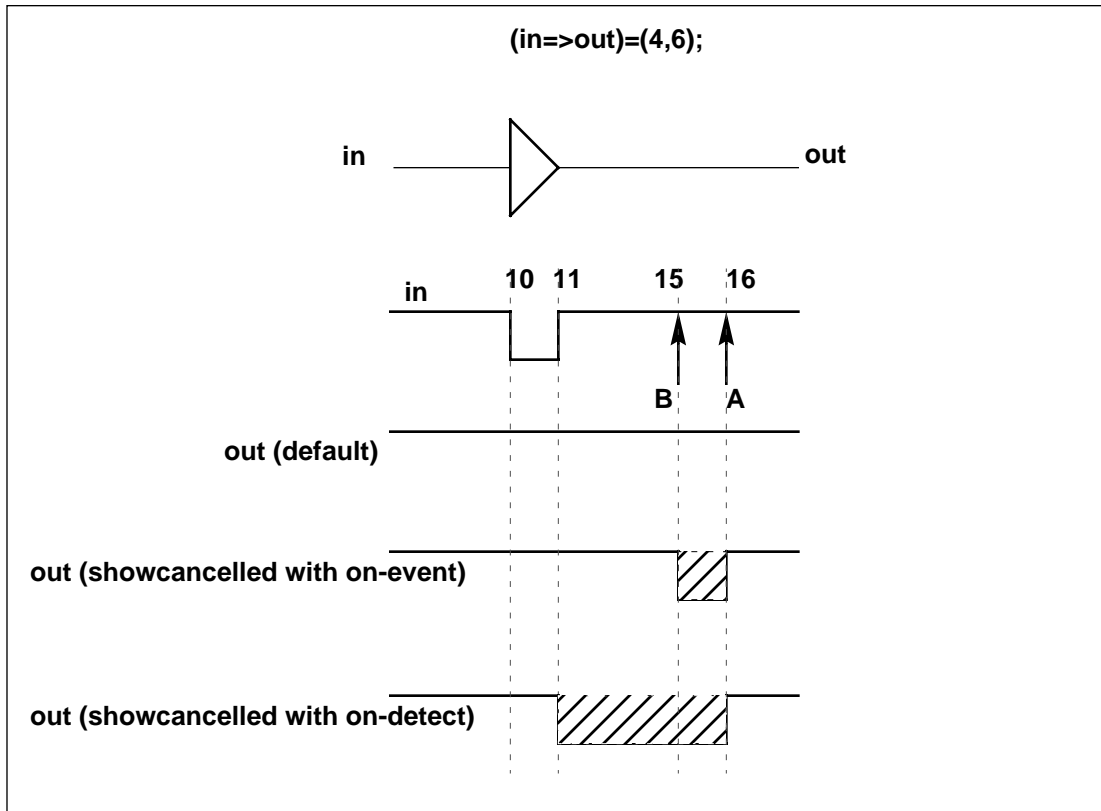 (in=>out)=(4,6);
in out
10 11 15 16
in
B A
out (default)
out (showcancelled with on-event)
out (showcancelled with on-detect)